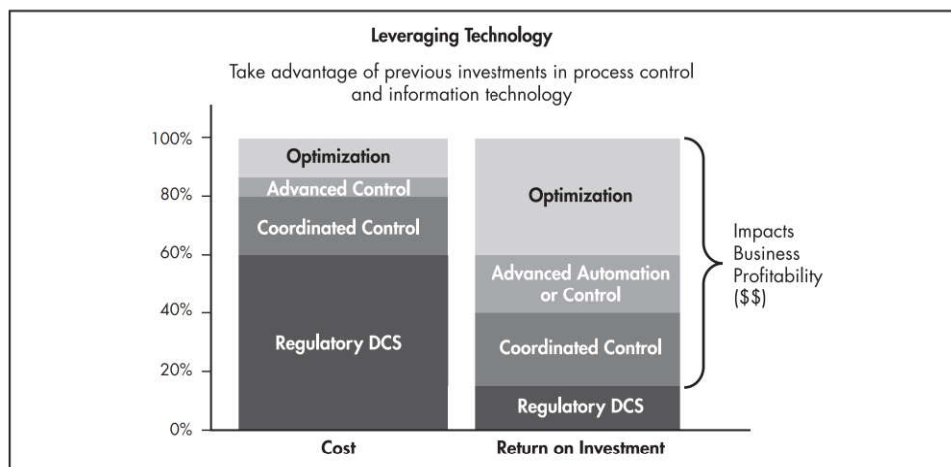 Leveraging Technology
Take advantage of previous investments in process control
and information technology
100%
80%
60%
40%
20%
0%
Optimization
Advanced Control
Coordinated Control
Regulatory DCS
Cost
Optimization
Advanced Automation
or Control
Coordinated Control
Regulatory DCS
Return on Investment
Impacts
Business
Profitability
($$)